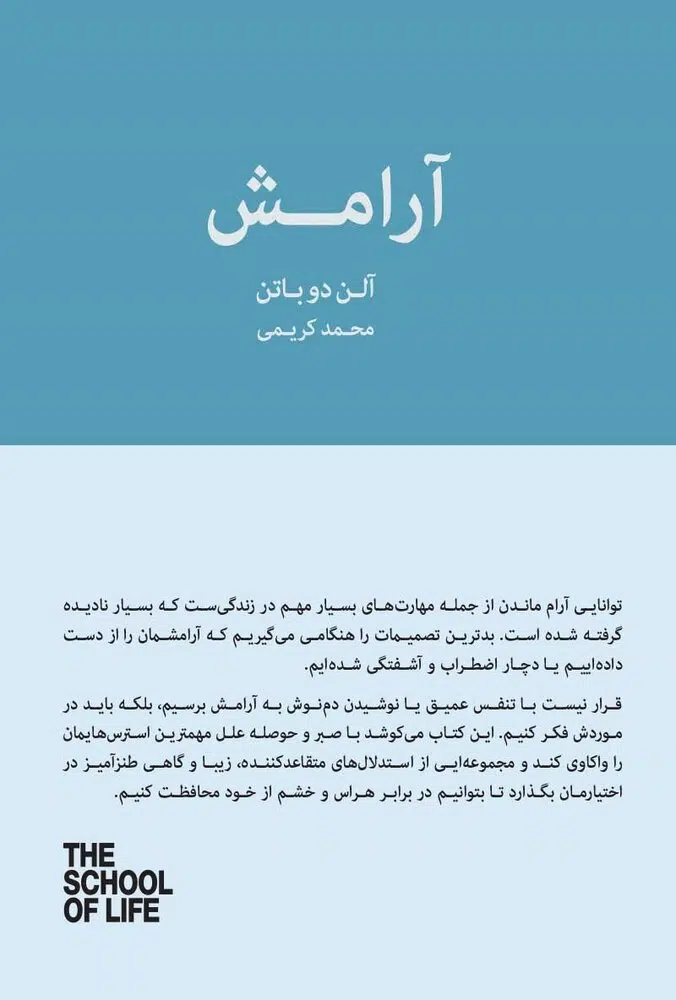 آرامش
آلن دو باتن
محمد کریمی
توانایی آرام ماندن از جمله مهارت‌های بسیار مهم در زندگی‌ست که بسیار نادیده
گرفته شده است. بدترین تصمیمات را هنگامی می‌گیریم که آرامشمان را از دست
داده‌اییم یا دچار اضطراب و آشفتگی شده‌ایم.
قرار نیست با تنفس عمیق یا نوشیدن دم‌نوش به آرامش برسیم، بلکه باید در
موردش فکر کنیم. این کتاب می‌کوشد با صبر و حوصله علل مهمترین استرس‌هایمان
را واکاوی کند و مجموعه‌ایی از استدلال‌های متقاعدکننده، زیبا و گاهی طنزآمیز در
اختیارمان بگذارد تا بتوانیم در برابر هراس و خشم از خود محافظت کنیم.
THE
SCHOOL
OF LIFE